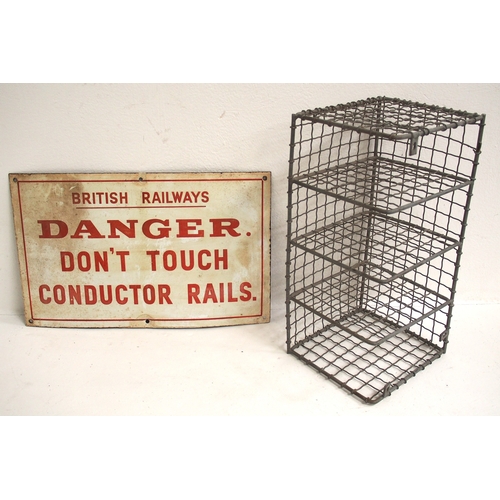 BRITISH RAILWAYS
DANGER.
DON'T TOUCH
CONDUCTOR RAILS.